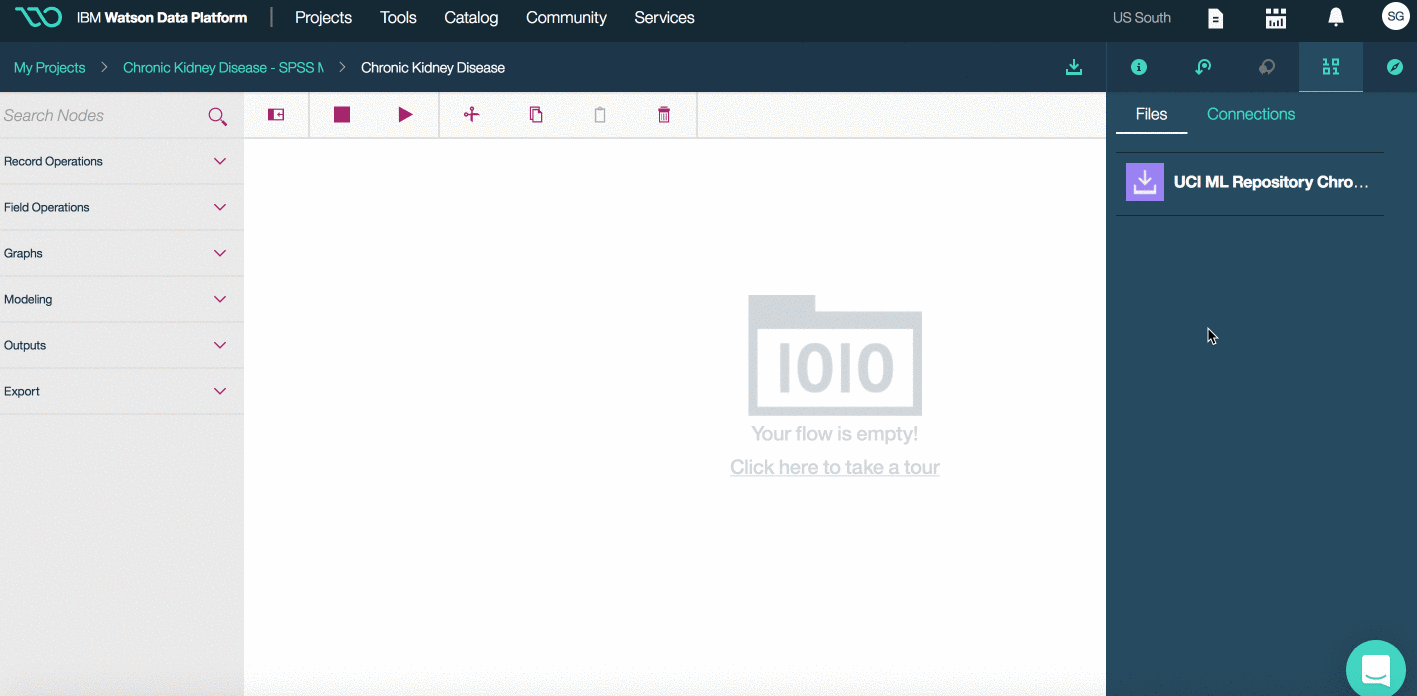 IBM Watson Data Platform | Projects Tools Catalog Community Services US South SG
My Projects > Chronic Kidney Disease - SPSS M > Chronic Kidney Disease
Files Connections
Search Nodes
Record Operations
Field Operations
Graphs
Modeling
Outputs
Export
1010
Your flow is empty!
Click here to take a tour
UCI ML Repository Chro...